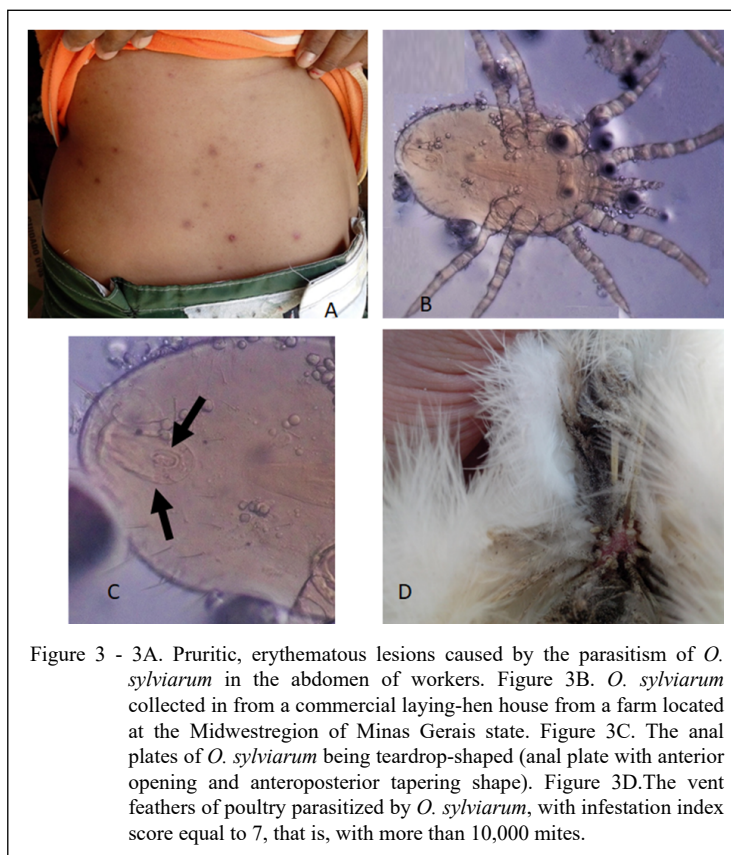 A
B
C
D
Figure 3 - 3A. Pruritic, erythematous lesions caused by the parasitism of O.
sylviarum in the abdomen of workers. Figure 3B. O. sylviarum
collected in from a commercial laying-hen house from a farm located
at the Midwestregion of Minas Gerais state. Figure 3C. The anal
plates of O. sylviarum being teardrop-shaped (anal plate with anterior
opening and anteroposterior tapering shape). Figure 3D.The vent
feathers of poultry parasitized by O. sylviarum, with infestation index
score equal to 7, that is, with more than 10,000 mites.